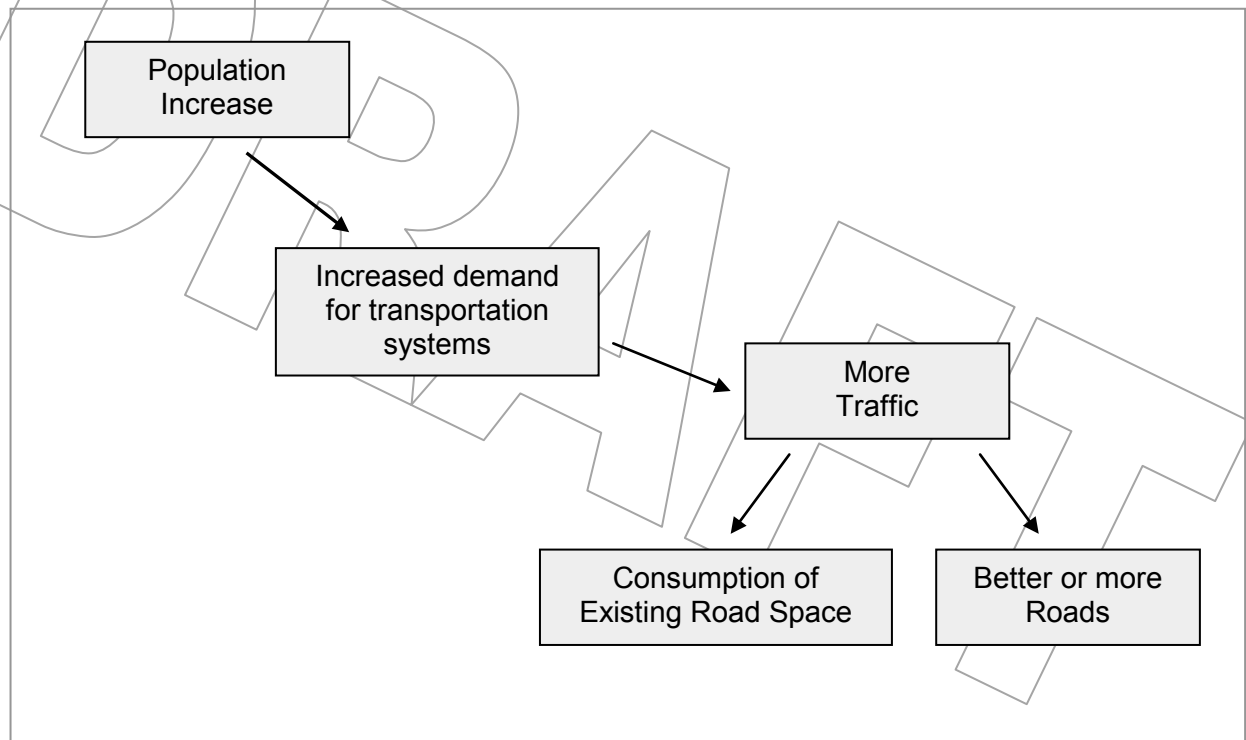 DRAFT
Population
Increase
Increased demand
for transportation
systems
More
Traffic
Consumption of
Existing Road Space
Better or more
Roads